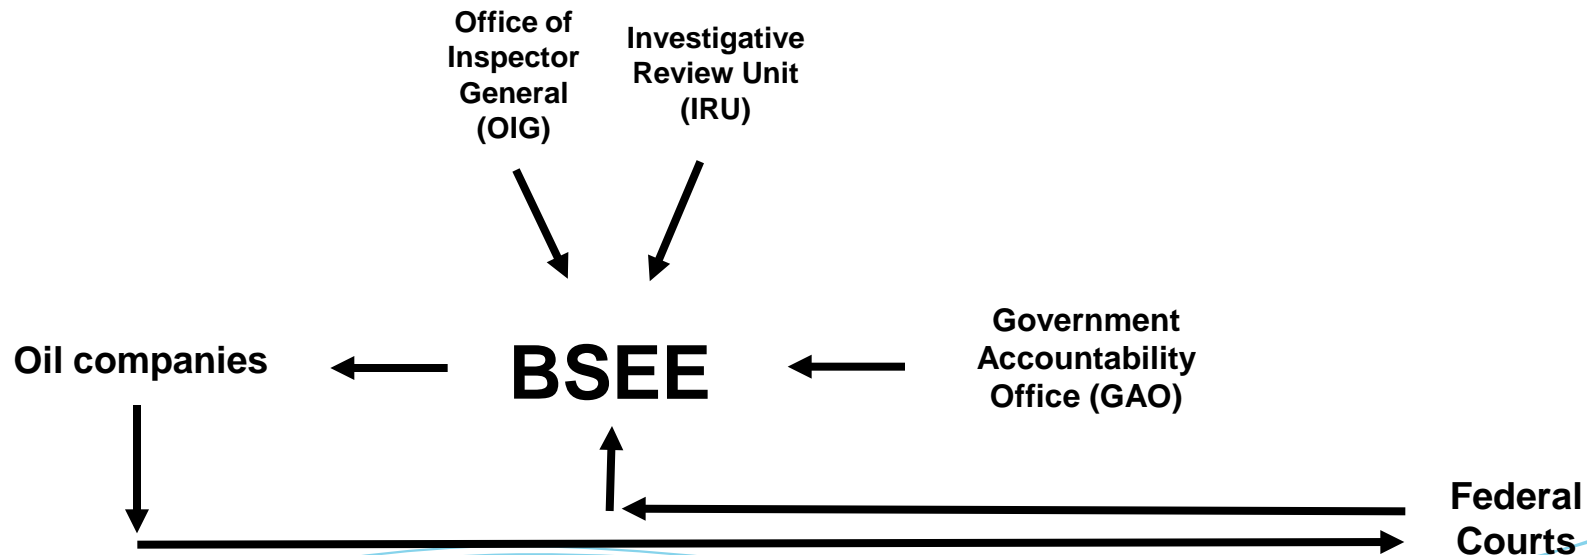 Office of
Inspector
General
(OIG)
Investigative
Review Unit
(IRU)
Oil companies
BSEE
Government
Accountability
Office (GAO)
Federal
Courts